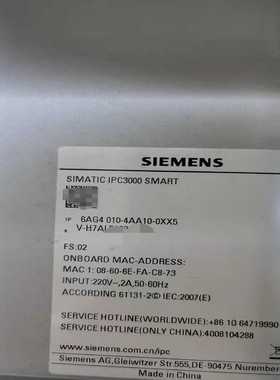 SIEMENS
SIMATIC IPC3000 SMART
1P 6AG4 010-4AA10-0XX5
FS:02
ONBOARD MAC-ADDRESS:
MAC 1: 08-60-6E-FA-C8-73
INPUT:220V~,2A,50-60Hz
ACCORDING 61131-2© IEC:2007(E)
SERVICE HOTLINE(WORLDWIDE):+86 10 64719990
SERVICE HOTLINE(China Only):4008104288
www.siemens.cn/ipc
Siemens AG,Gleiwitzer Str.555,DE-90475
Made in China